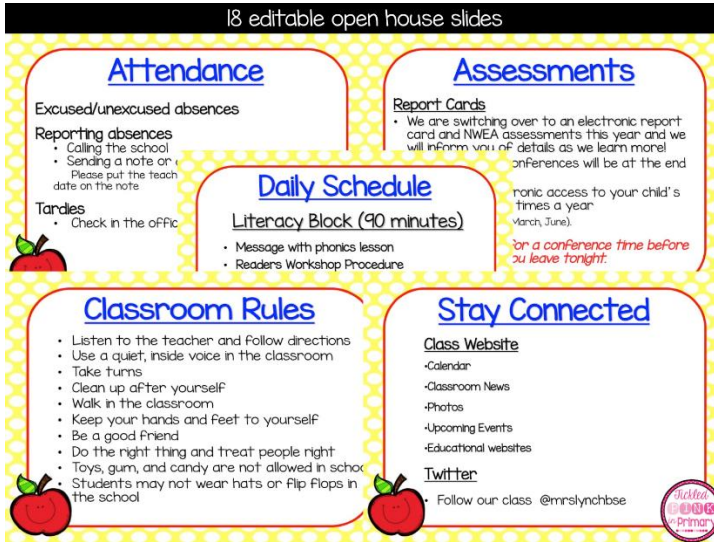 18 editable open house slides
Attendance
Excused/unexcused absences
Reporting absences
• Calling the school
• Sending a note or
Please put the teach
date on the note
Tardies
• Check in the offic
Assessments
Report Cards
• We are switching over to an electronic report
card and NWEA assessments this year and we
will inform you of details as we learn more!
conferences will be at the end
ronic access to your child's
times a year
March, June).
for a conference time before
ou leave tonight.
Daily Schedule
Literacy Block (90 minutes)
• Message with phonics lesson
• Readers Workshop Procedure
Classroom Rules
• Listen to the teacher and follow directions
• Use a quiet, inside voice in the classroom
• Take turns
• Clean up after yourself
• Walk in the classroom
• Keep your hands and feet to yourself
• Be a good friend
• Do the right thing and treat people right
• Toys, gum, and candy are not allowed in schoo
• Students may not wear hats or flip flops in
the school
Stay Connected
Class Website
•Calendar
•Classroom News
•Photos
•Upcoming Events
•Educational websites
Twitter
• Follow our class @mrslynchbse
Tickled
PINK
in Primary